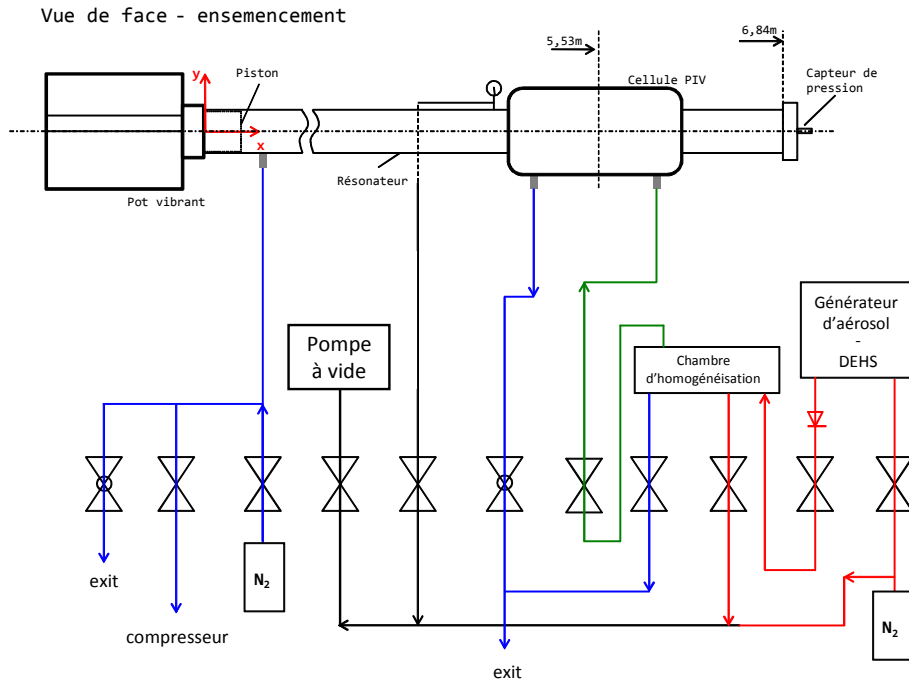 Vue de face - ensemencement
5,53m
6,84m
y
Piston
Cellule PIV
Capteur de
pression
x
Résonateur
Pot vibrant
Pompe
à vide
Chambre
d'homogénéisation
Générateur
d'aérosol
-
DEHS
exit
N2
compresseur
exit
N2